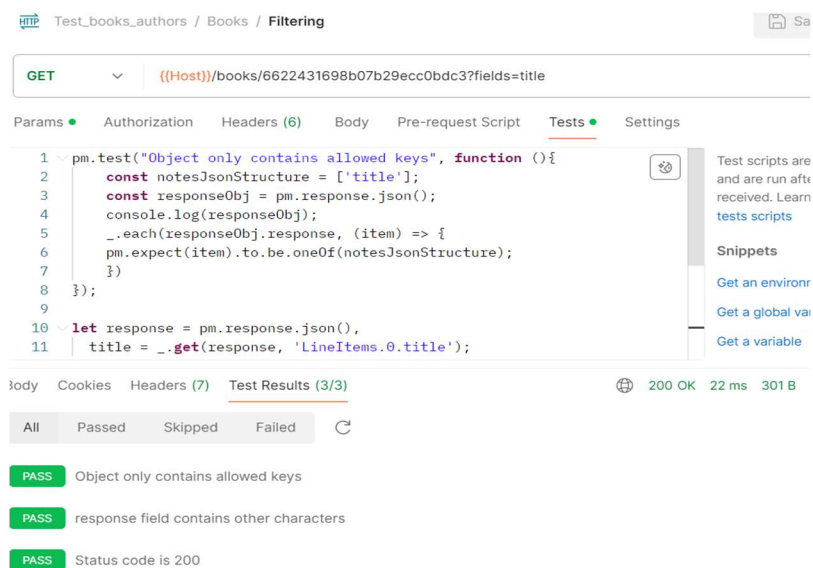 HTTP Test_books_authors / Books / Filtering
Sa
GET {{Host}}/books/6622431698b07b29ecc0bdc3?fields=title
Params Authorization Headers (6) Body Pre-request Script Tests Settings
1 pm.test("Object only contains allowed keys", function (){
2 const notesJsonStructure = ['title'];
3 const responseObj = pm.response.json();
4 console.log(responseObj);
5 _.each(responseObj.response, (item) => {
6 pm.expect(item).to.be.oneOf(notesJsonStructure);
7 })
8 });
9
10 let response = pm.response.json(),
11 title = _.get(response, 'LineItems.0.title');
Test scripts are
and are run afte
received. Learn
tests scripts
Snippets
Get an environr
Get a global var
Get a variable
Body Cookies Headers (7) Test Results (3/3) 200 OK 22 ms 301 B
All Passed Skipped Failed
PASS Object only contains allowed keys
PASS response field contains other characters
PASS Status code is 200